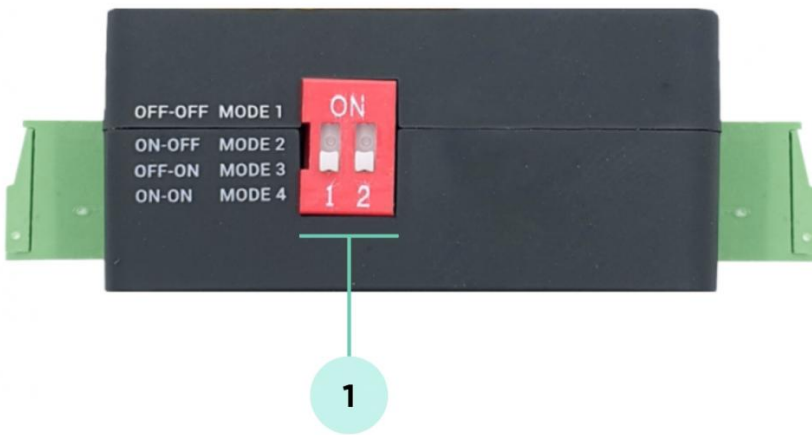 OFF-OFF MODE 1
ON-OFF MODE 2
OFF-ON MODE 3
ON-ON MODE 4
ON
1 2
1